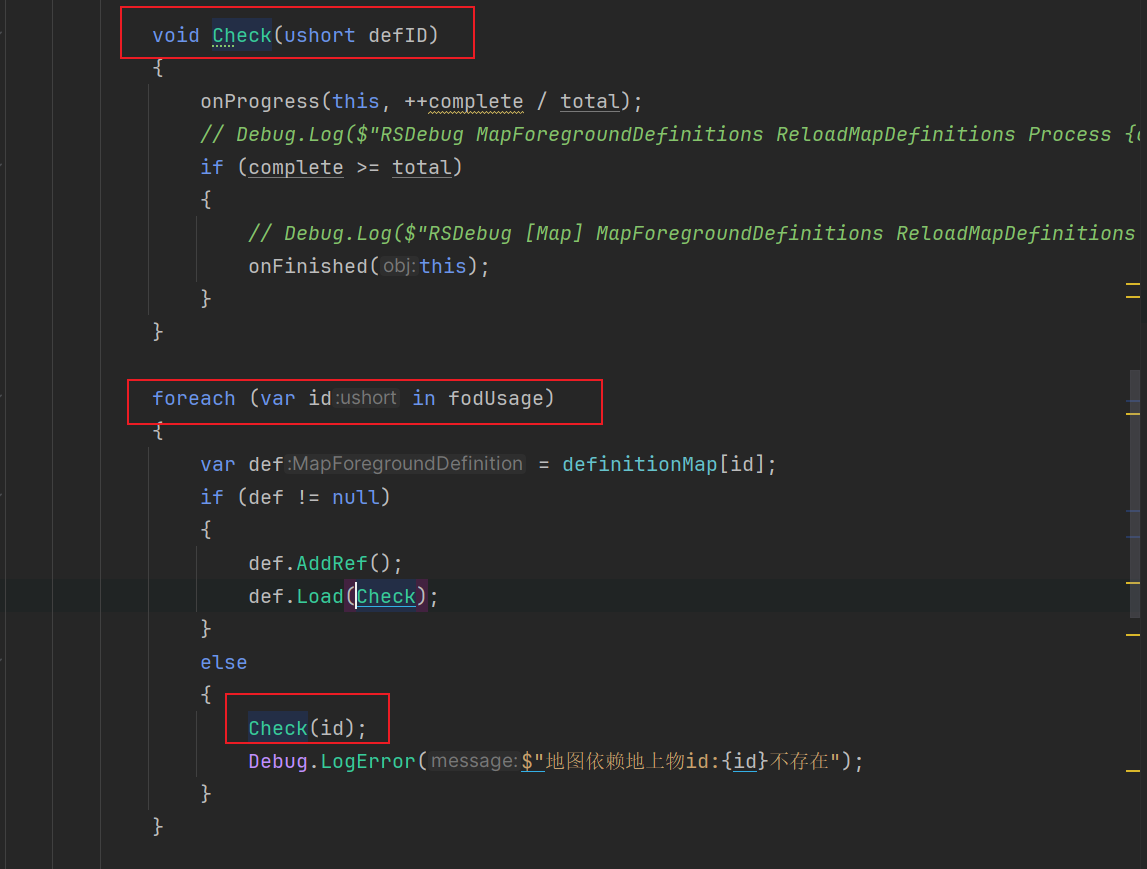 void Check(ushort defID)
{
onProgress(this, ++complete / total);
// Debug.Log($"RSDebug MapForegroundDefinitions ReloadMapDefinitions Process {
if (complete >= total)
{
// Debug.Log($"RSDebug [Map] MapForegroundDefinitions ReloadMapDefinitions
onFinished(obj:this);
}
}
foreach (var id:ushort in fodUsage)
{
var def:MapForegroundDefinition = definitionMap[id];
if (def != null)
{
def.AddRef();
def.Load(Check);
}
else
{
Check(id);
Debug.LogError(message:$"地图依赖地上物id:{id}不存在");
}
}